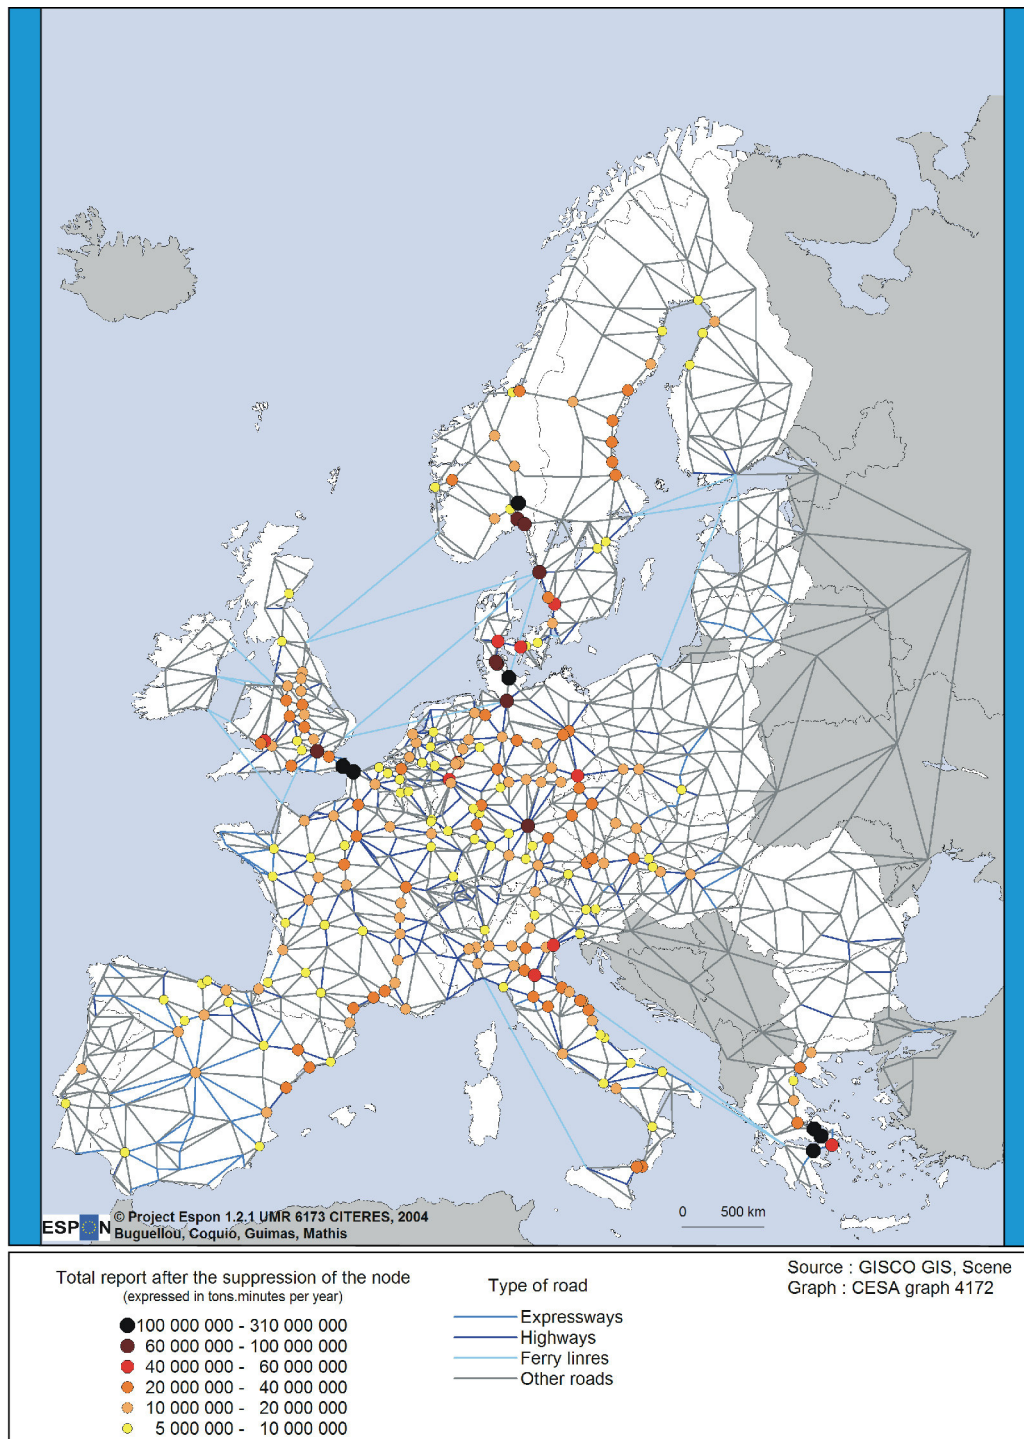 ESPON
© Project Espon 1.2.1 UMR 6173 CITERES, 2004
Buguellou, Coquio, Guimas, Mathis
0 500 km
Total report after the suppression of the node
(expressed in tons.minutes per year)
100 000 000 - 310 000 000
60 000 000 - 100 000 000
40 000 000 - 60 000 000
20 000 000 - 40 000 000
10 000 000 - 20 000 000
5 000 000 - 10 000 000
Type of road
Expressways
Highways
Ferry linres
Other roads
Source : GISCO GIS, Scene
Graph : CESA graph 4172